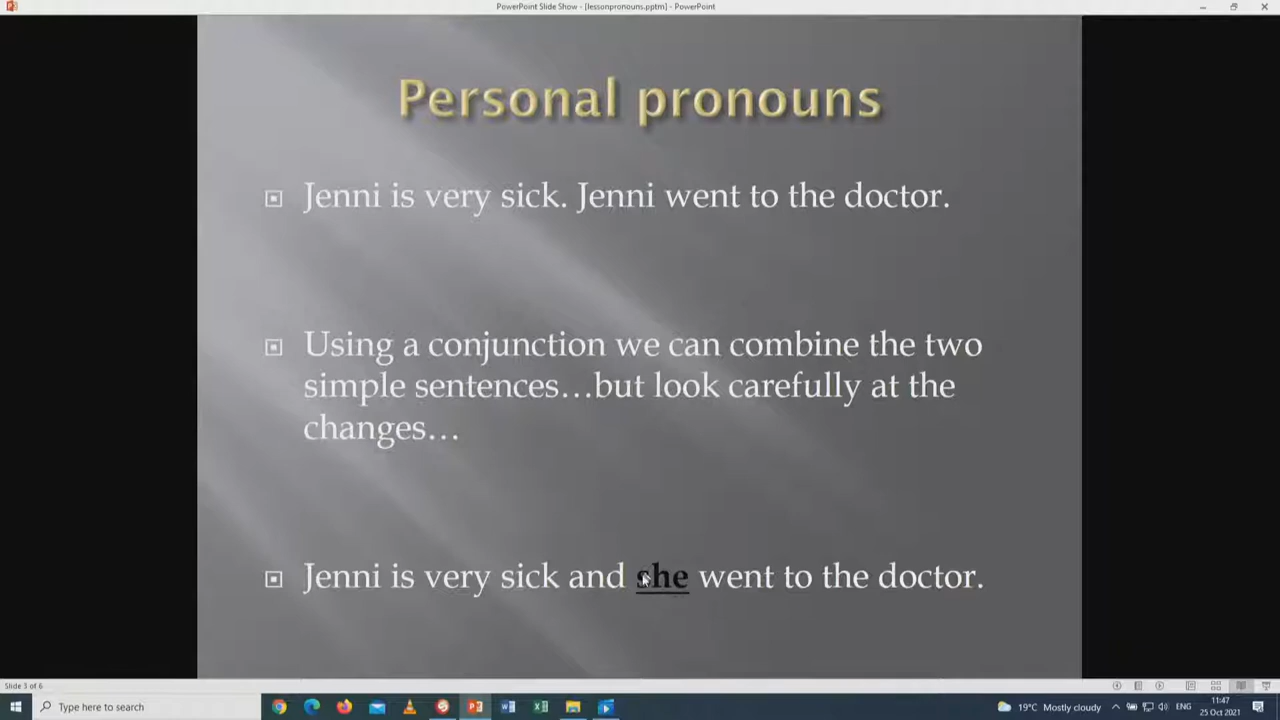 PowerPoint Slide Show - [lessonpronouns.pptm] - PowerPoint
Personal pronouns
Jenni is very sick. Jenni went to the doctor.
Using a conjunction we can combine the two
simple sentences…but look carefully at the
changes…
Jenni is very sick and she went to the doctor.
Slide 3 of 6
Type here to search
19°C Mostly cloudy
ENG
11:47
25 Oct 2021